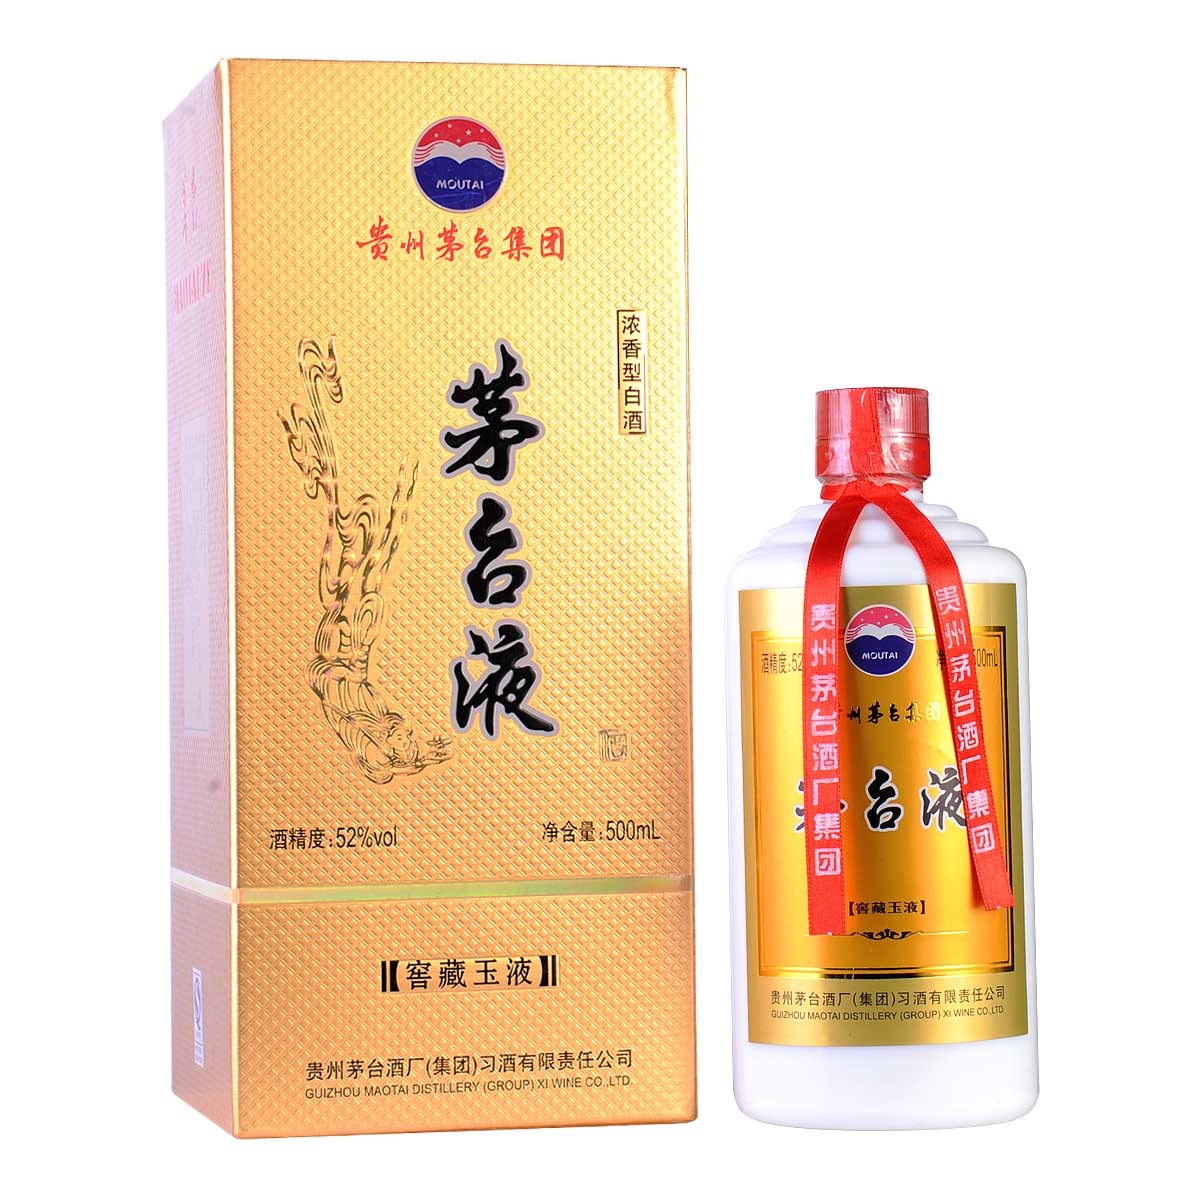 MOUTAI
贵州茅台集团
浓香型白酒
茅台液
酒精度:52%vol
净含量:500mL
【窖藏玉液】
贵州茅台酒厂(集团)习酒有限责任公司
GUIZHOU MAOTAI DISTILLERY (GROUP) XI WINE CO.,LTD.
MOUTAI
酒精度:52
500mL
州茅台集团
台液
【窖藏玉液】
贵州茅台酒厂(集团)习酒有限责任公司
GUIZHOU MAOTAI DISTILLERY (GROUP) XI WINE CO.,LTD.
贵州茅台酒厂集团
贵州茅台酒厂集团